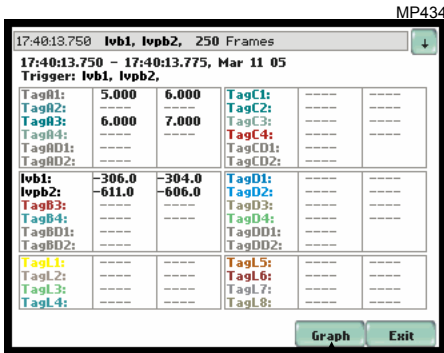 MP434
17:40:13.750 lvb1, lvpb2, 250 Frames ↓
17:40:13.750 - 17:40:13.775, Mar 11 05
Trigger: lvb1, lvpb2,
TagA1: 5.000 6.000 TagC1: ---- ----
TagA2: ---- ---- TagC2: ---- ----
TagA3: 6.000 7.000 TagC3: ---- ----
TagA4: ---- ---- TagC4: ---- ----
TagAD1: ---- ---- TagCD1: ---- ----
TagAD2: ---- ---- TagCD2: ---- ----
lvb1: -306.0 -304.0 TagD1: ---- ----
lvpb2: -611.0 -606.0 TagD2: ---- ----
TagB3: ---- ---- TagD3: ---- ----
TagB4: ---- ---- TagD4: ---- ----
TagBD1: ---- ---- TagDD1: ---- ----
TagBD2: ---- ---- TagDD2: ---- ----
TagL1: ---- ---- TagL5: ---- ----
TagL2: ---- ---- TagL6: ---- ----
TagL3: ---- ---- TagL7: ---- ----
TagL4: ---- ---- TagL8: ---- ----
Graph Exit